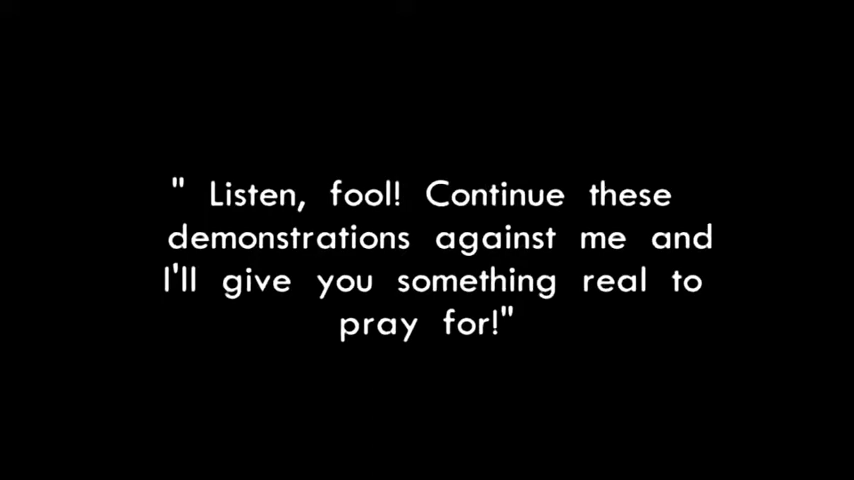 " Listen, fool! Continue these
demonstrations against me and
I'll give you something real to
pray for!"